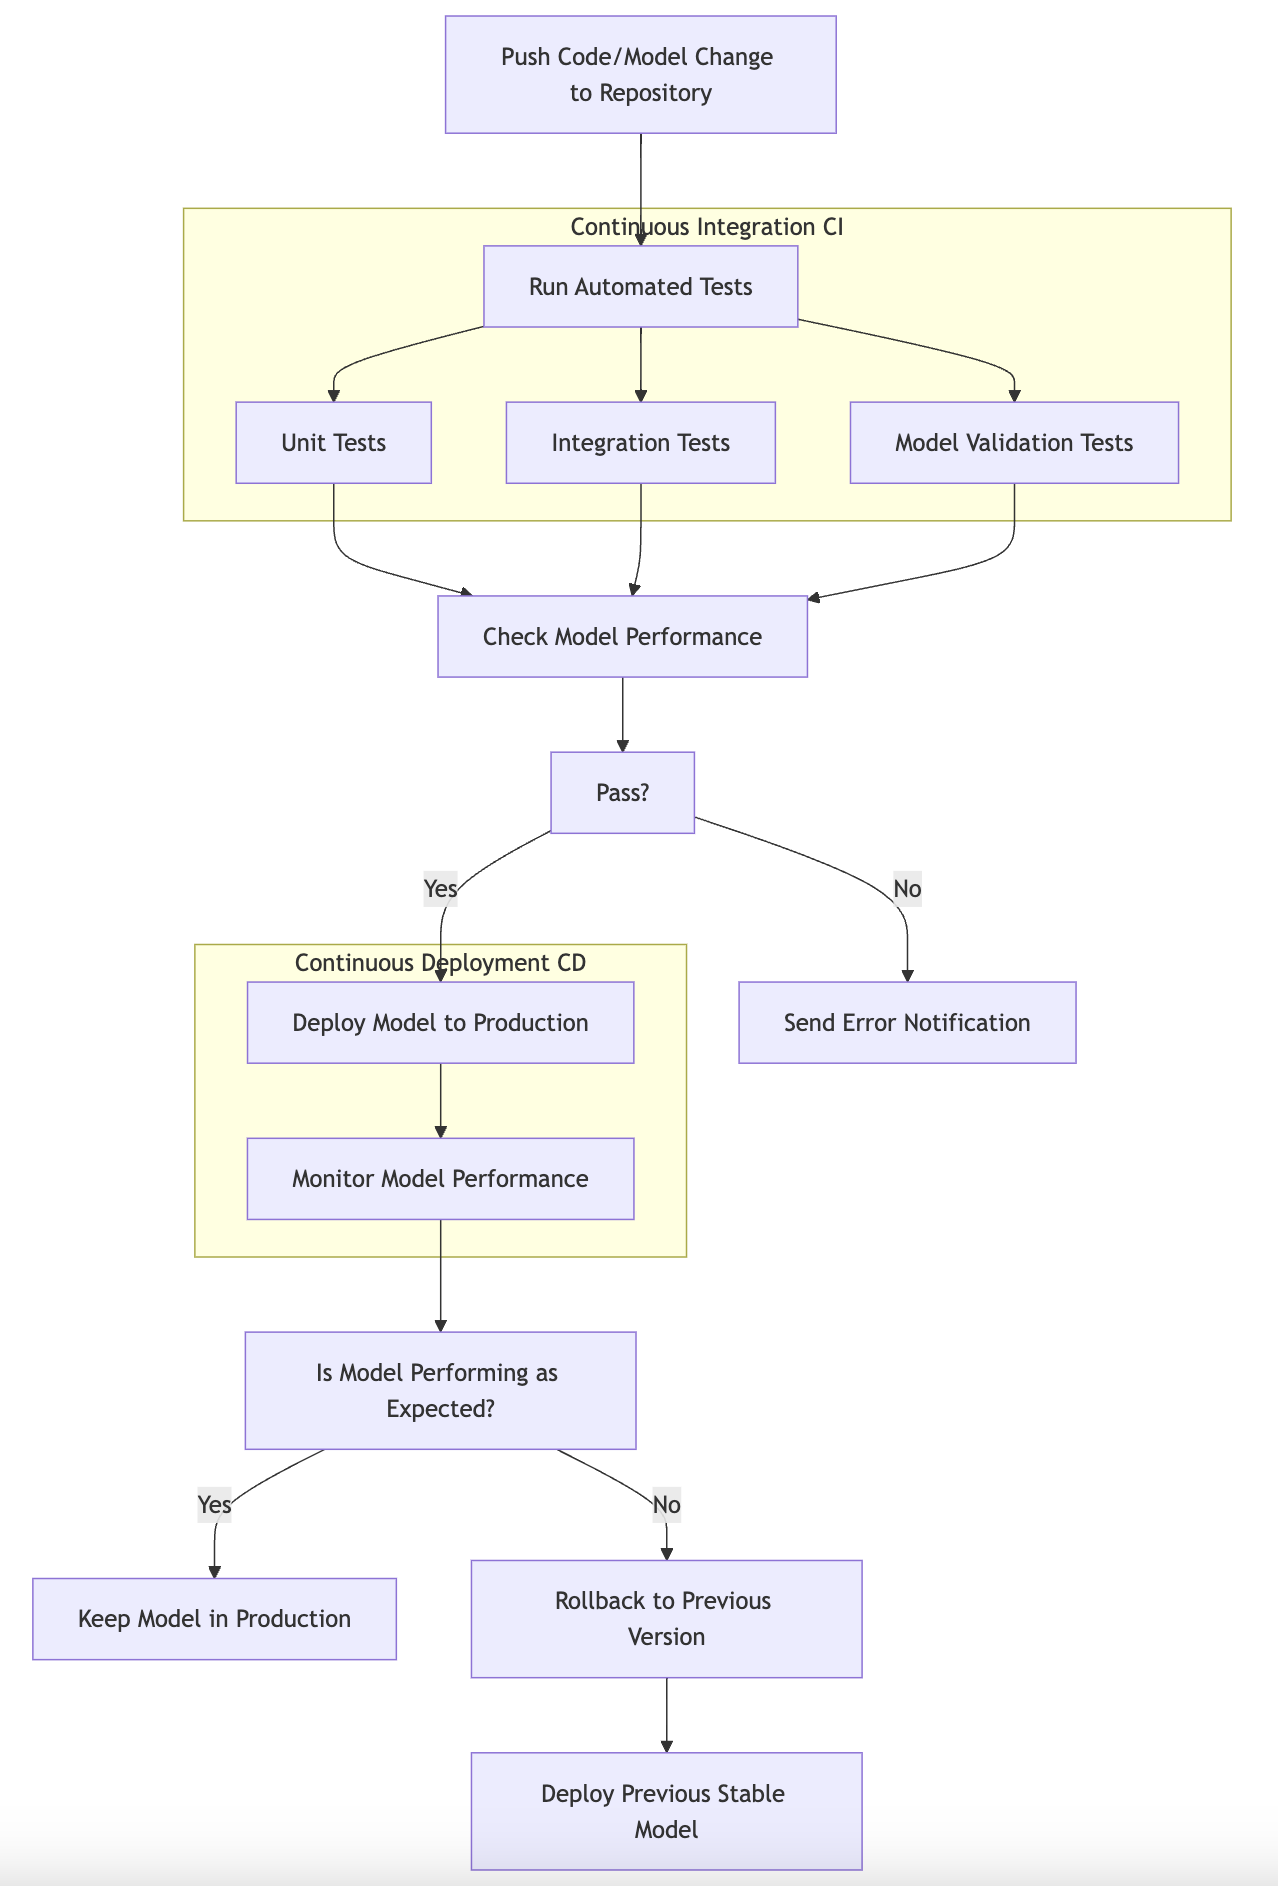 Push Code/Model Change
to Repository
Continuous Integration CI
Run Automated Tests
Unit Tests
Integration Tests
Model Validation Tests
Check Model Performance
Pass?
Yes
No
Continuous Deployment CD
Deploy Model to Production
Send Error Notification
Monitor Model Performance
Is Model Performing as
Expected?
Yes
No
Keep Model in Production
Rollback to Previous
Version
Deploy Previous Stable
Model